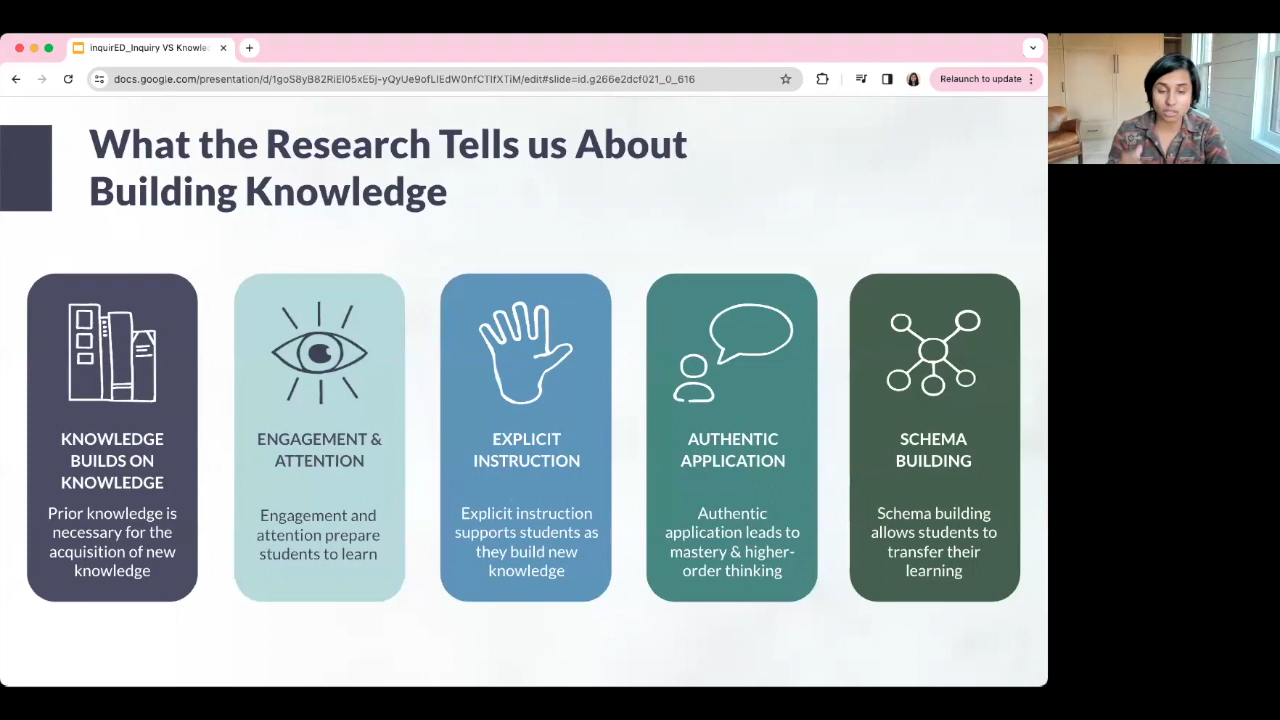 inquirED_Inquiry VS Knowle
docs.google.com/presentation/d/1goS8yB82RiEI05xE5j-yQyUe9ofLIEdW0nfCTIfXTiM/edit#slide=id.g266e2dcf021_0_616
Relaunch to update
What the Research Tells us About
Building Knowledge
KNOWLEDGE
BUILDS ON
KNOWLEDGE
Prior knowledge is
necessary for the
acquisition of new
knowledge
ENGAGEMENT &
ATTENTION
Engagement and
attention prepare
students to learn
EXPLICIT
INSTRUCTION
Explicit instruction
supports students as
they build new
knowledge
AUTHENTIC
APPLICATION
Authentic
application leads to
mastery & higher-
order thinking
SCHEMA
BUILDING
Schema building
allows students to
transfer their
learning